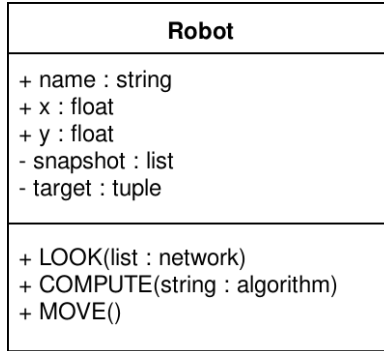 Robot
+ name : string
+ x : float
+ y : float
- snapshot : list
- target : tuple
+ LOOK(list : network)
+ COMPUTE(string : algorithm)
+ MOVE()